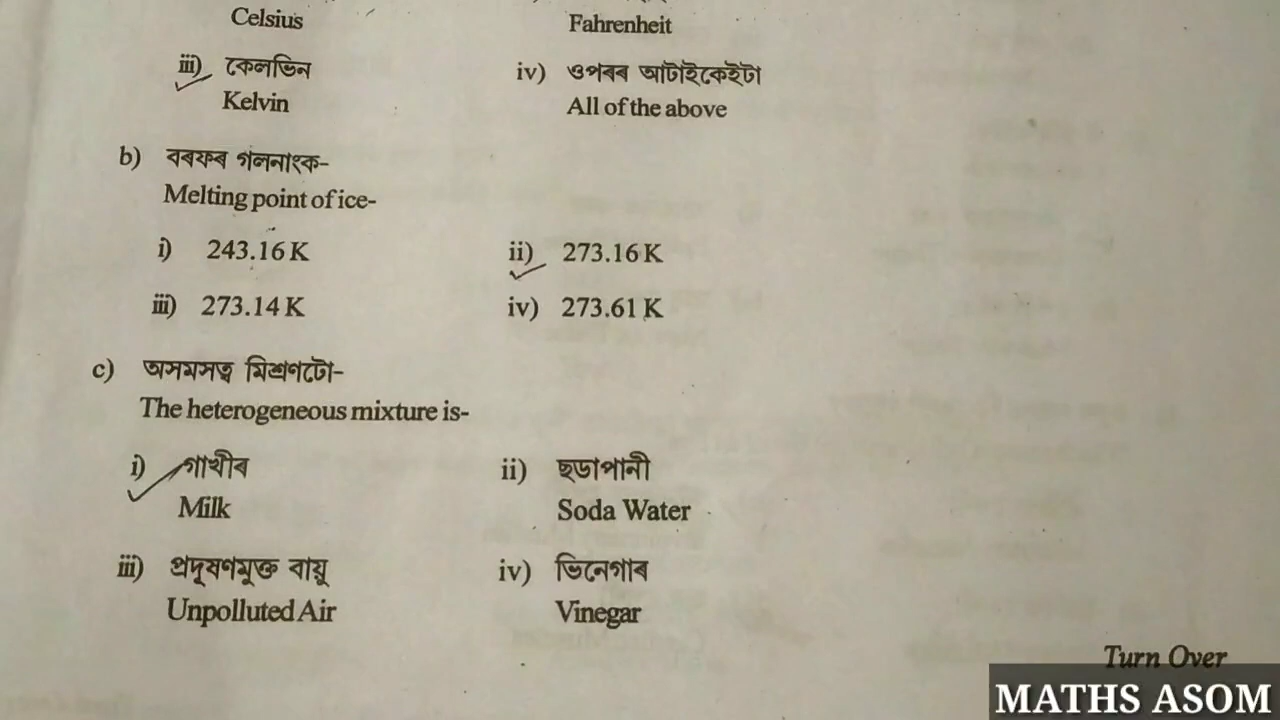 Celsius
Fahrenheit
iii) কেলভিন
Kelvin
iv) ওপৰৰ আটাইকেইটা
All of the above
b) বৰফৰ গলনাংক-
Melting point of ice-
i) 243.16 K
ii) 273.16 K
iii) 273.14 K
iv) 273.61 K
c) অসমসত্ব মিশ্ৰণটো-
The heterogeneous mixture is-
i) গাখীৰ
Milk
ii) ছডাপানী
Soda Water
iii) প্ৰদূষণমুক্ত বায়ু
Unpolluted Air
iv) ভিনেগাৰ
Vinegar
Turn Over
MATHS ASOM